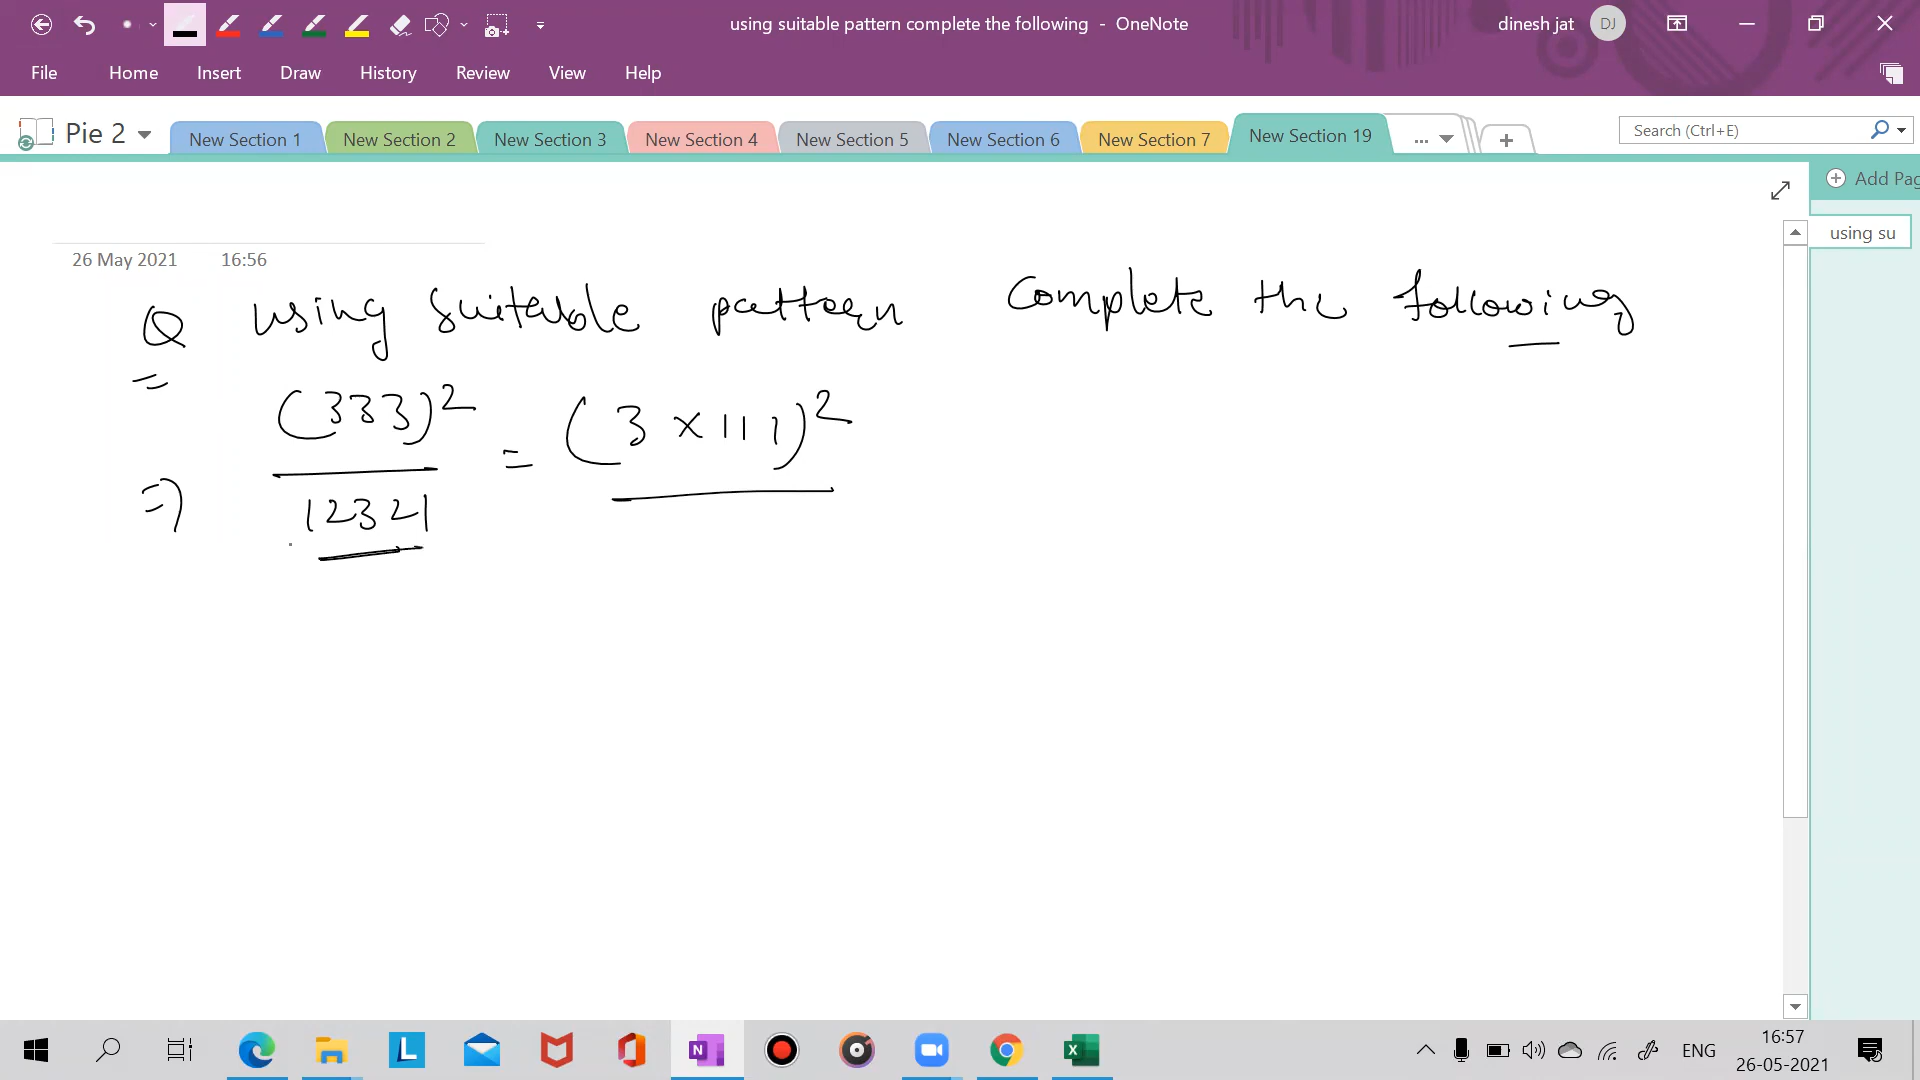 using suitable pattern complete the following - OneNote
dinesh jat DJ
File Home Insert Draw History Review View Help
Pie 2
New Section 1 New Section 2 New Section 3 New Section 4 New Section 5 New Section 6 New Section 7 New Section 19 ... +
Search (Ctrl+E)
Add Pag
using su
26 May 2021 16:56
Q using suitable pattern complete the following
=
(333)² = (3 × 111)²
⇒ 12321
L N X
ENG
16:57
26-05-2021